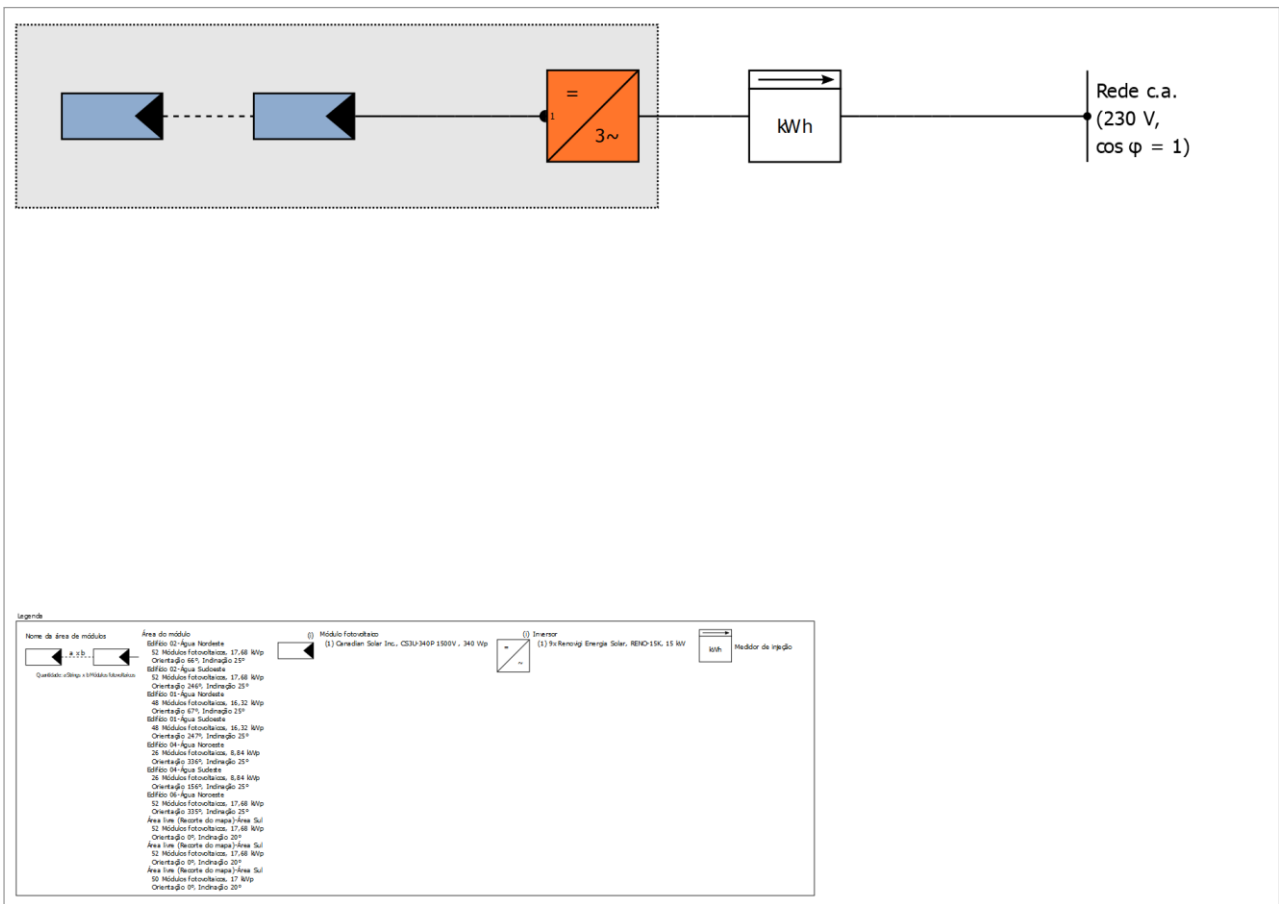 =
1
3~
kWh
Rede c.a.
(230 V,
cos φ = 1)
Legenda
Nome da área de módulos
a x b
Quantidade: a Strings x b Módulos fotovoltaicos
Área do módulo
Edifício 02-Água Nordeste
52 Módulos fotovoltaicos, 17,68 kWp
Orientação 66°, Inclinação 25°
Edifício 02-Água Sudoeste
52 Módulos fotovoltaicos, 17,68 kWp
Orientação 246°, Inclinação 25°
Edifício 01-Água Nordeste
48 Módulos fotovoltaicos, 16,32 kWp
Orientação 67°, Inclinação 25°
Edifício 01-Água Sudoeste
48 Módulos fotovoltaicos, 16,32 kWp
Orientação 247°, Inclinação 25°
Edifício 04-Água Noroeste
26 Módulos fotovoltaicos, 8,84 kWp
Orientação 336°, Inclinação 25°
Edifício 04-Água Sudeste
26 Módulos fotovoltaicos, 8,84 kWp
Orientação 156°, Inclinação 25°
Edifício 06-Água Noroeste
52 Módulos fotovoltaicos, 17,68 kWp
Orientação 335°, Inclinação 25°
Área livre (Recorte do mapa)-Área Sul
52 Módulos fotovoltaicos, 17,68 kWp
Orientação 0°, Inclinação 20°
Área livre (Recorte do mapa)-Área Sul
52 Módulos fotovoltaicos, 17,68 kWp
Orientação 0°, Inclinação 20°
Área livre (Recorte do mapa)-Área Sul
50 Módulos fotovoltaicos, 17 kWp
Orientação 0°, Inclinação 20°
(i) Módulo fotovoltaico
(1) Canadian Solar Inc., CS3U-340P 1500V , 340 Wp
(i) Inversor
(1) 9x Renovigi Energia Solar, RENO-15K, 15 kW
=
~
kWh
Medidor de injeção